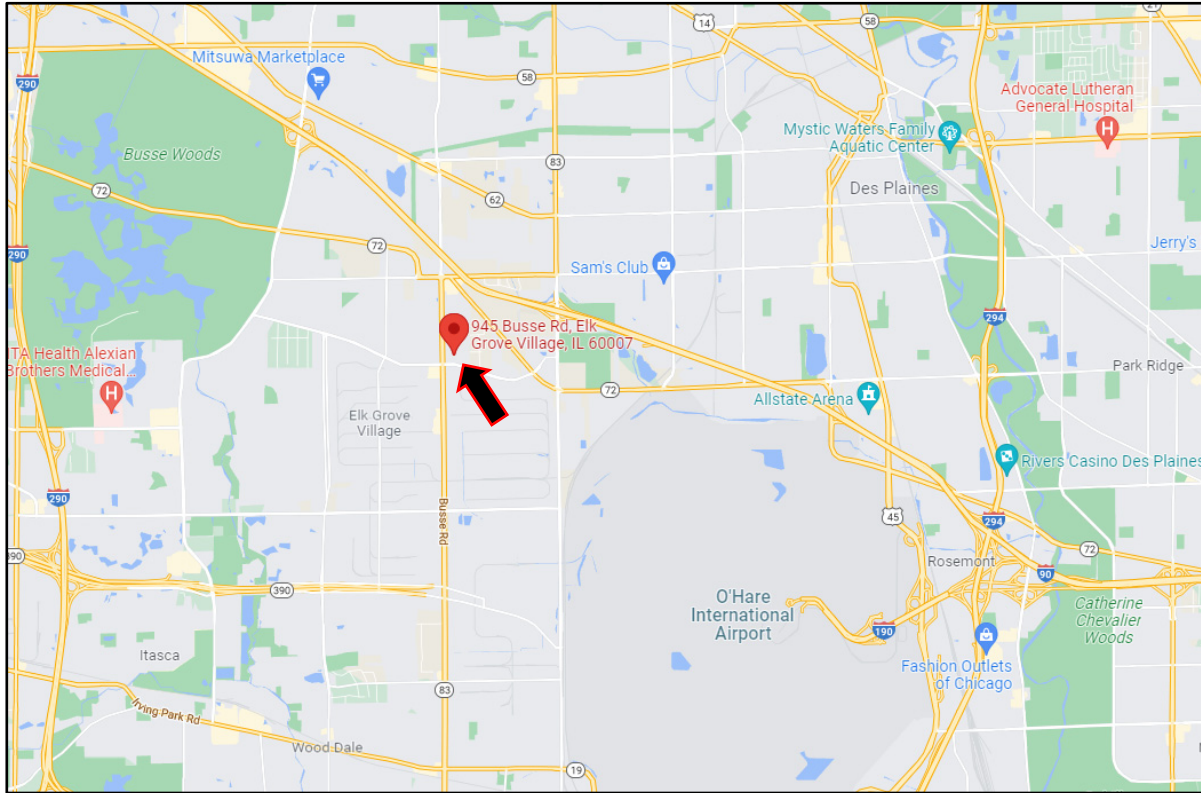 21
14
58
290
Mitsuwa Marketplace
58
Advocate Lutheran
General Hospital
H
Mystic Waters Family
Aquatic Center
Busse Woods
83
72
Des Plaines
62
72
290
Jerry's
Sam's Club
945 Busse Rd, Elk
Grove Village, IL 60007
294
ITA Health Alexian
Brothers Medical...
H
Park Ridge
72
Allstate Arena
Elk Grove
Village
Rivers Casino Des Plaines
290
Busse Rd
45
294
390
72
Rosemont
90
390
O'Hare
International
Airport
Catherine
Chevalier
Woods
190
Itasca
Fashion Outlets
of Chicago
83
Irving Park Rd
Wood Dale
19